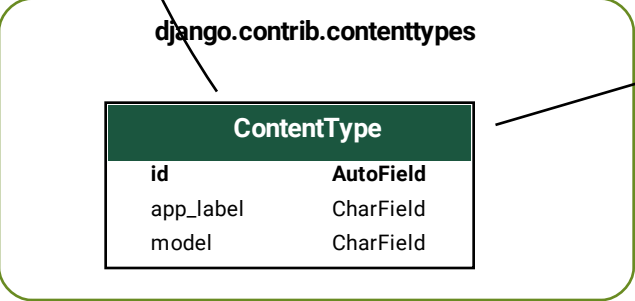 django.contrib.contenttypes
ContentType
id AutoField
app_label CharField
model CharField